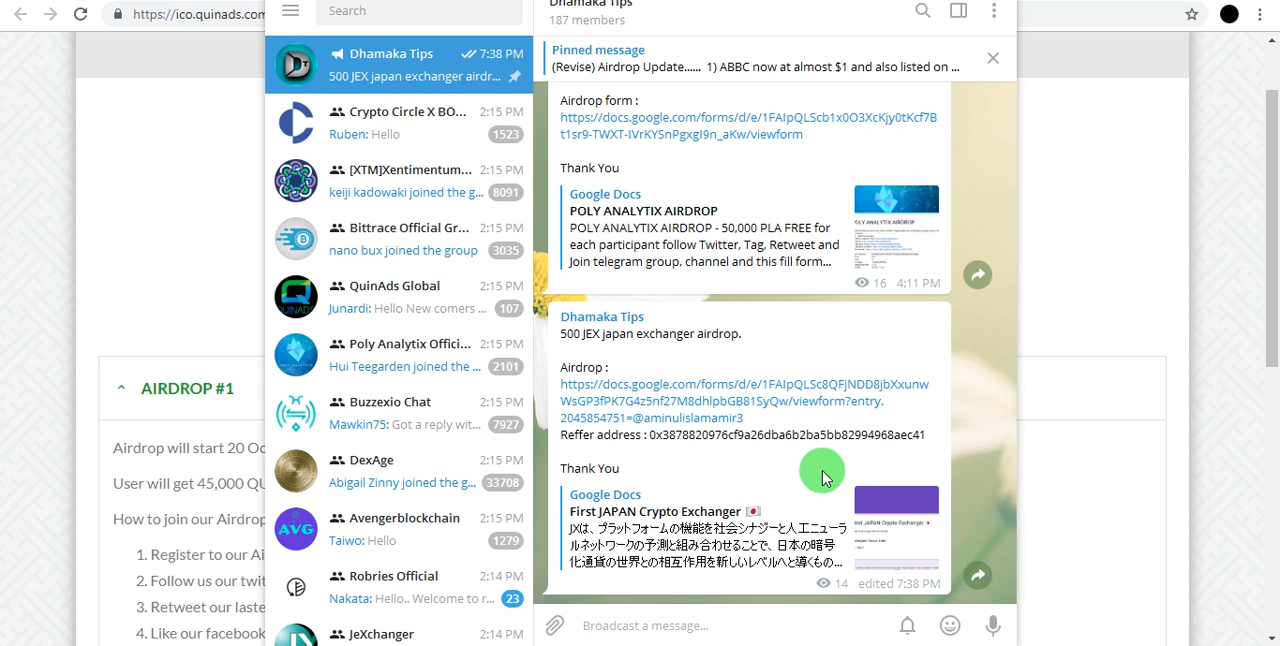 https://ico.quinads.com
Search
Dhamaka Tips
187 members
Pinned message
(Revise) Airdrop Update...... 1) ABBC now at almost $1 and also listed on ...
Dhamaka Tips 7:38 PM
500 JEX japan exchanger airdr...
Crypto Circle X BO... 2:15 PM
Ruben: Hello 1523
[XTM]Xentimentum... 2:15 PM
keiji kadowaki joined the g... 8091
Bittrace Official Gr... 2:15 PM
nano bux joined the group 3035
QuinAds Global 2:15 PM
Junardi: Hello New comers ... 107
Poly Analytix Offici... 2:15 PM
Hui Teegarden joined the ... 2101
Buzzexio Chat 2:15 PM
Mawkin75: Got a reply wit... 7927
DexAge 2:15 PM
Abigail Zinny joined the g... 33708
Avengerblockchain 2:15 PM
Taiwo: Hello 1279
Robries Official 2:14 PM
Nakata: Hello.. Welcome to r... 23
JeXchanger 2:14 PM
Airdrop form :
https://docs.google.com/forms/d/e/1FAIpQLScb1x0O3XcKjy0tKcf7B
t1sr9-TWXT-IVrKYSnPgxgI9n_aKw/viewform
Thank You
Google Docs
POLY ANALYTIX AIRDROP
POLY ANALYTIX AIRDROP - 50,000 PLA FREE for
each participant follow Twitter, Tag, Retweet and
Join telegram group, channel and this fill form...
16 4:11 PM
Dhamaka Tips
500 JEX japan exchanger airdrop.
Airdrop :
https://docs.google.com/forms/d/e/1FAIpQLSc8QFjNDD8jbXxunw
WsGP3fPK7G4z5nf27M8dhlpbGB81SyQw/viewform?entry.
2045854751=@aminulislamamir3
Reffer address : 0x3878820976cf9a26dba6b2ba5bb82994968aec41
Thank You
Google Docs
First JAPAN Crypto Exchanger 🇯🇵
JXは、プラットフォームの機能を社会シナジーと人工ニューラ
ルネットワークの予測と組み合わせることで、日本の暗号
化通貨の世界との相互作用を新しいレベルへと導くもの...
14 edited 7:38 PM
Broadcast a message...
AIRDROP #1
Airdrop will start 20 Oc
User will get 45,000 QU
How to join our Airdrop
1. Register to our Ai
2. Follow us our twit
3. Retweet our laste
4. Like our facebook